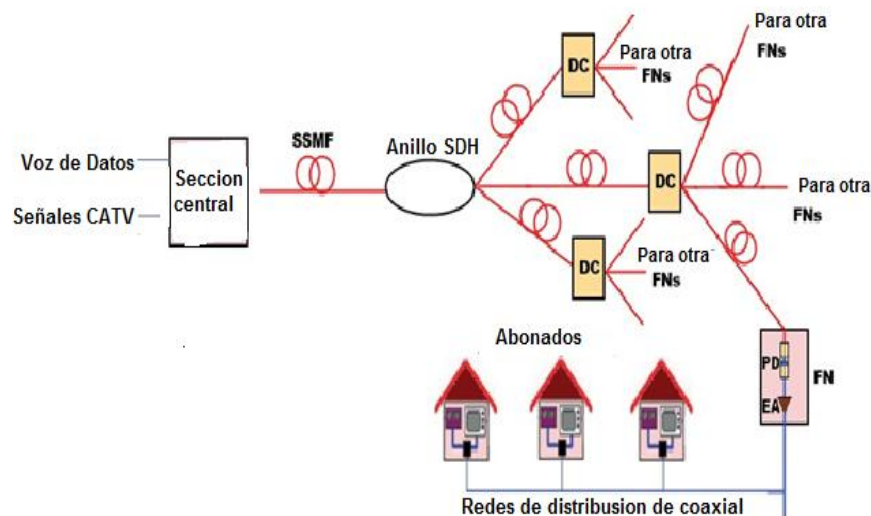 Para otra
FNs
DC
Para otra
FNs
SSMF
Anillo SDH
Voz de Datos
Seccion
central
DC
Para otra
FNs
Señales CATV
DC
Para otra
FNs
Abonados
PD
FN
EA
Redes de distribusion de coaxial